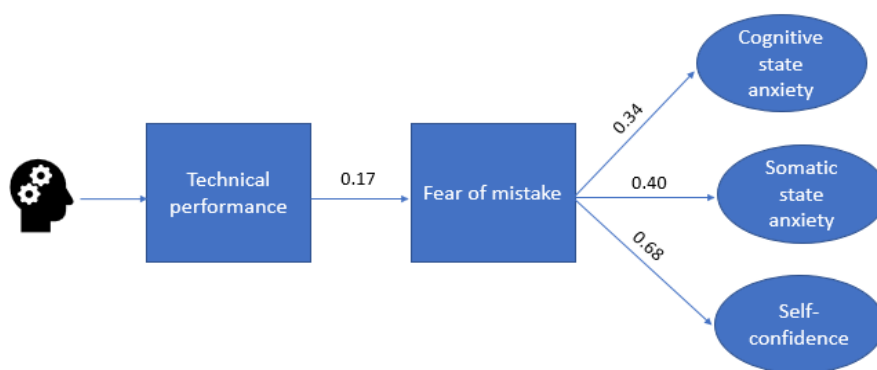 Cognitive
state
anxiety
0.34
Technical
performance
0.17
Fear of mistake
0.40
Somatic
state
anxiety
0.68
Self-
confidence